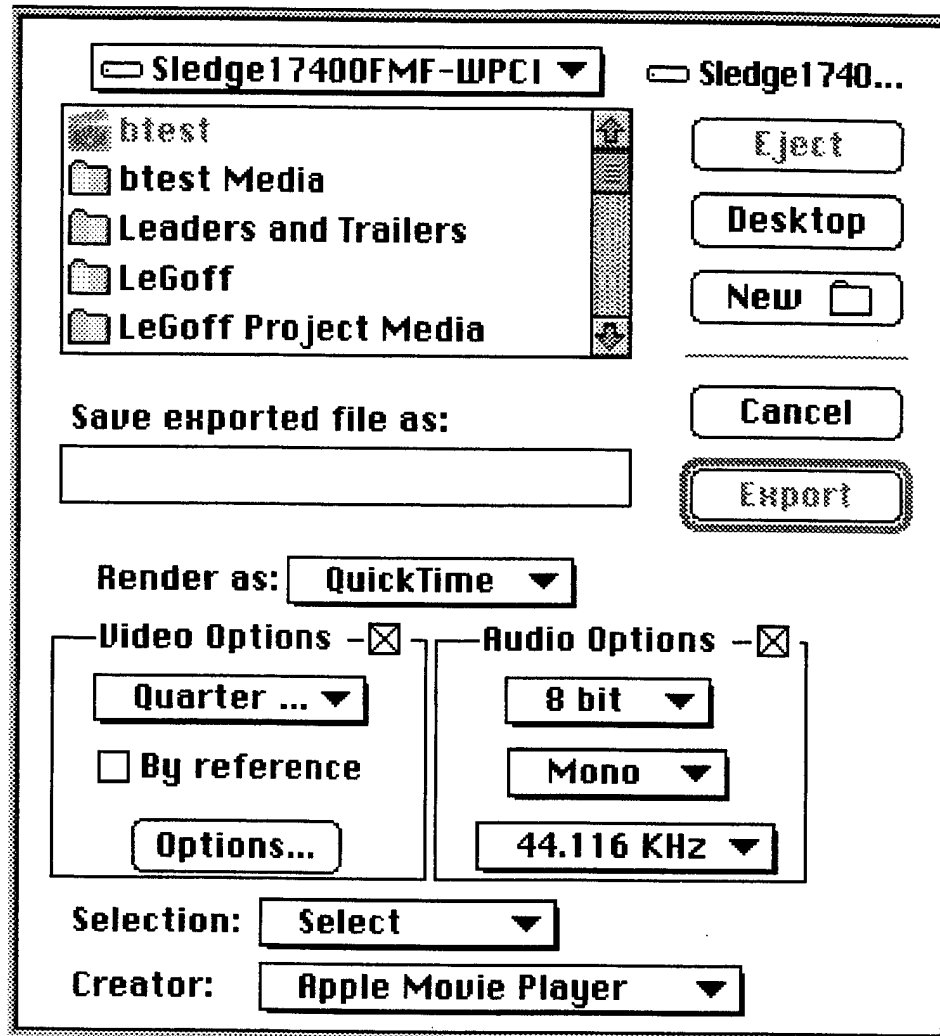 Sledge17400FMF-WPCI
Sledge1740...
btest
btest Media
Leaders and Trailers
LeGoff
LeGoff Project Media
Eject
Desktop
New
Save exported file as:
Cancel
Export
Render as: QuickTime
Video Options
Quarter ...
By reference
Options...
Audio Options
8 bit
Mono
44.116 KHz
Selection: Select
Creator: Apple Movie Player